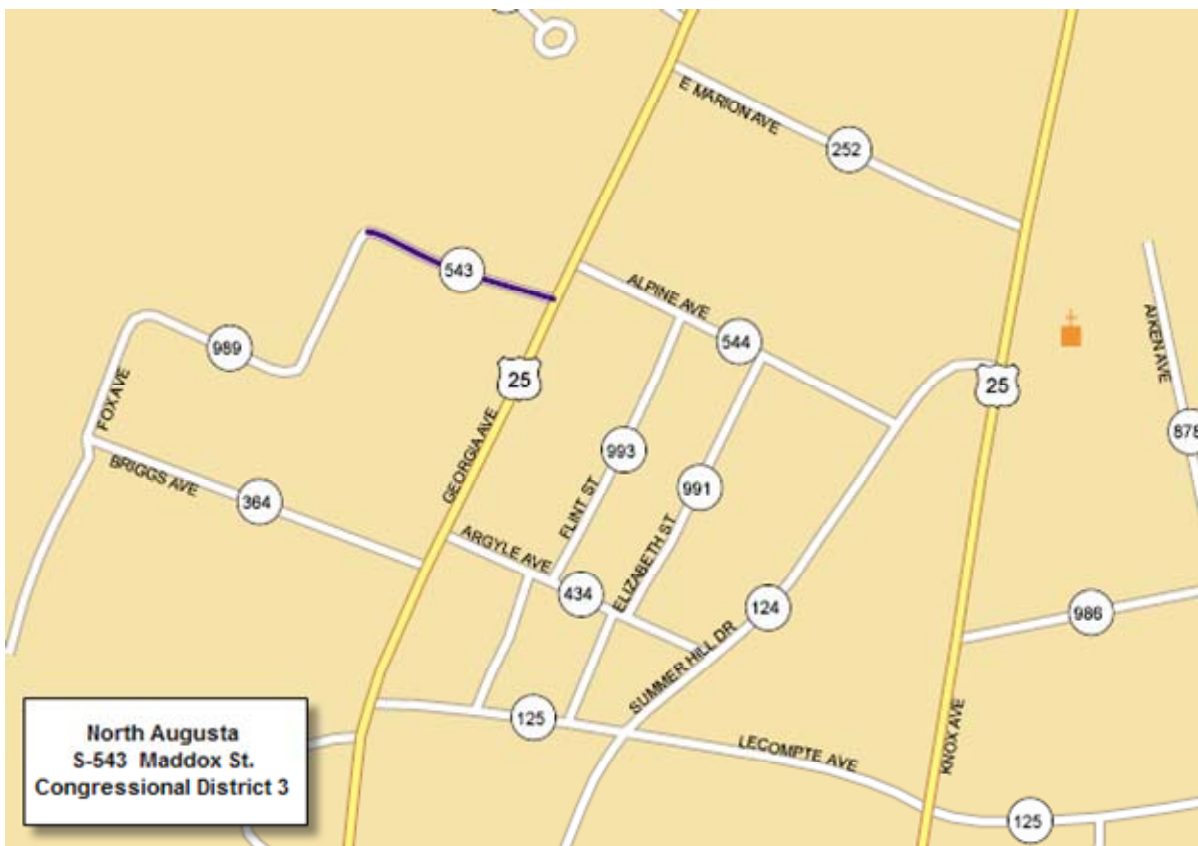 E MARION AVE
252
543
ALPINE AVE
544
AIKEN AVE
989
25
25
FOX AVE
GEORGIA AVE
878
993
991
BRIGGS AVE
364
FLINT ST
ELIZABETH ST
ARGYLE AVE
434
124
986
SUMMER HILL DR
125
LECOMPTE AVE
KNOX AVE
125
North Augusta
S-543 Maddox St.
Congressional District 3